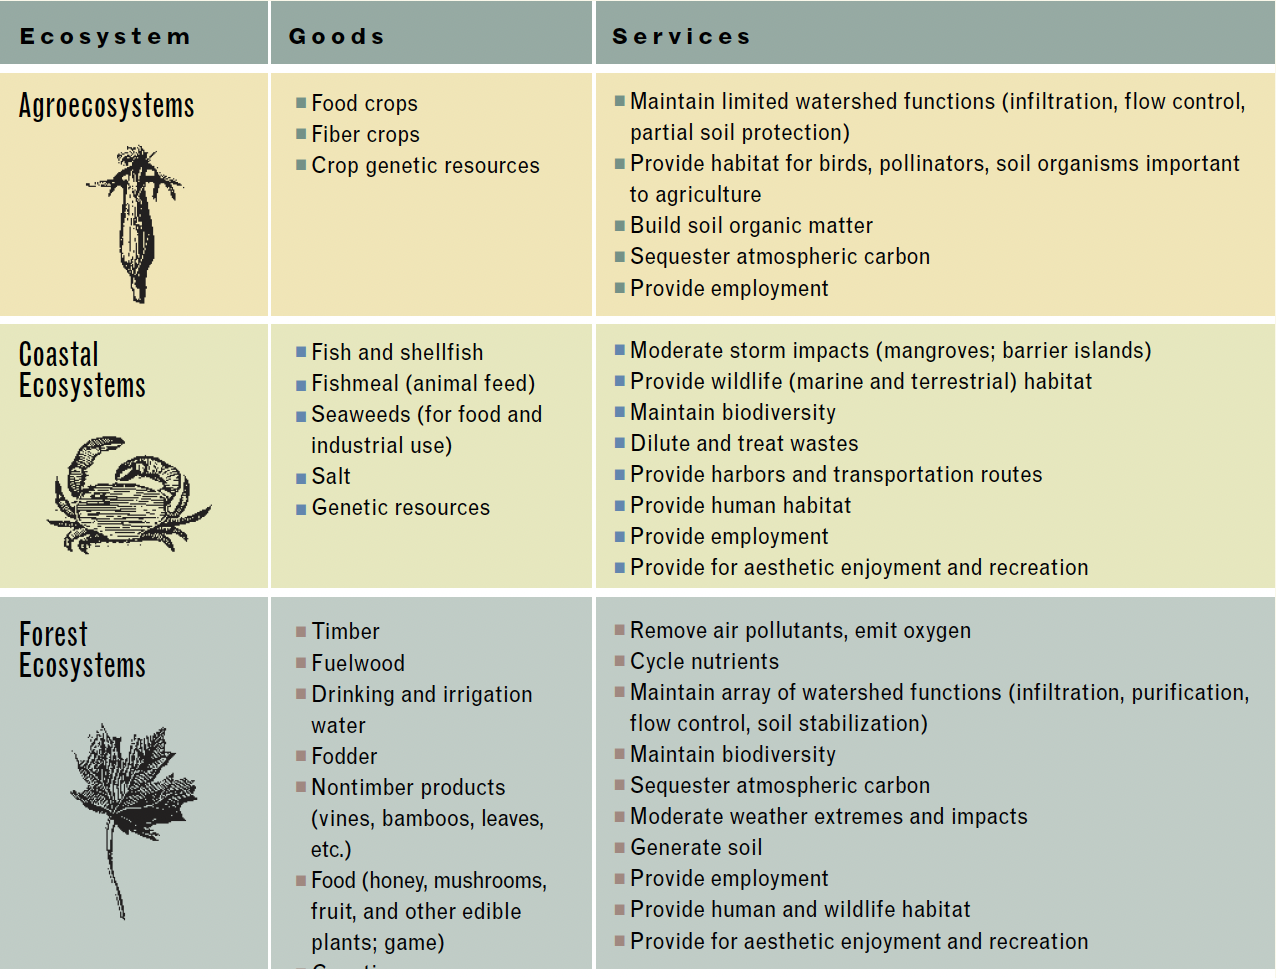 Ecosystem Goods Services
Agroecosystems
■ Food crops
■ Fiber crops
■ Crop genetic resources
■ Maintain limited watershed functions (infiltration, flow control,
partial soil protection)
■ Provide habitat for birds, pollinators, soil organisms important
to agriculture
■ Build soil organic matter
■ Sequester atmospheric carbon
■ Provide employment
Coastal
Ecosystems
■ Fish and shellfish
■ Fishmeal (animal feed)
■ Seaweeds (for food and
industrial use)
■ Salt
■ Genetic resources
■ Moderate storm impacts (mangroves; barrier islands)
■ Provide wildlife (marine and terrestrial) habitat
■ Maintain biodiversity
■ Dilute and treat wastes
■ Provide harbors and transportation routes
■ Provide human habitat
■ Provide employment
■ Provide for aesthetic enjoyment and recreation
Forest
Ecosystems
■ Timber
■ Fuelwood
■ Drinking and irrigation
water
■ Fodder
■ Nontimber products
(vines, bamboos, leaves,
etc.)
■ Food (honey, mushrooms,
fruit, and other edible
plants; game)
■ Remove air pollutants, emit oxygen
■ Cycle nutrients
■ Maintain array of watershed functions (infiltration, purification,
flow control, soil stabilization)
■ Maintain biodiversity
■ Sequester atmospheric carbon
■ Moderate weather extremes and impacts
■ Generate soil
■ Provide employment
■ Provide human and wildlife habitat
■ Provide for aesthetic enjoyment and recreation